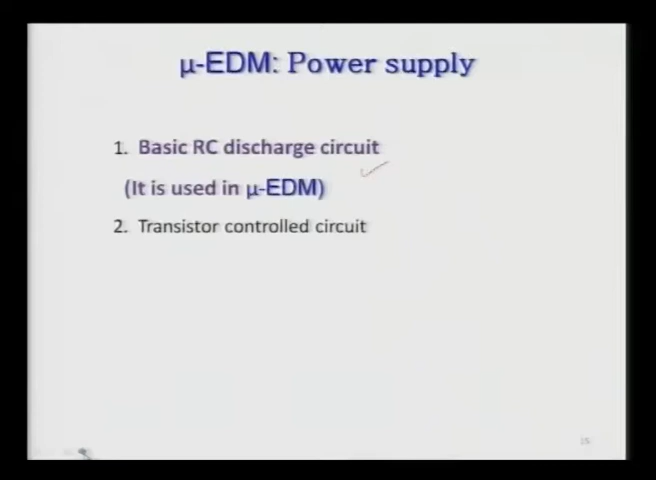 μ-EDM: Power supply
1. Basic RC discharge circuit
(It is used in μ-EDM)
2. Transistor controlled circuit